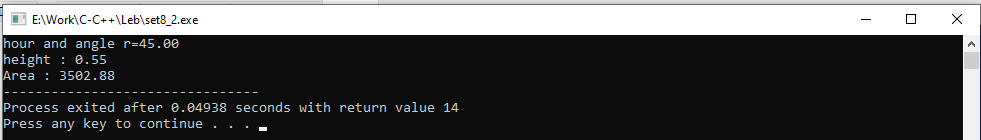 E:\Work\C-C++\Leb\set8_2.exe
hour and angle r=45.00
height : 0.55
Area : 3502.88
--------------------------------
Process exited after 0.04938 seconds with return value 14
Press any key to continue . . .